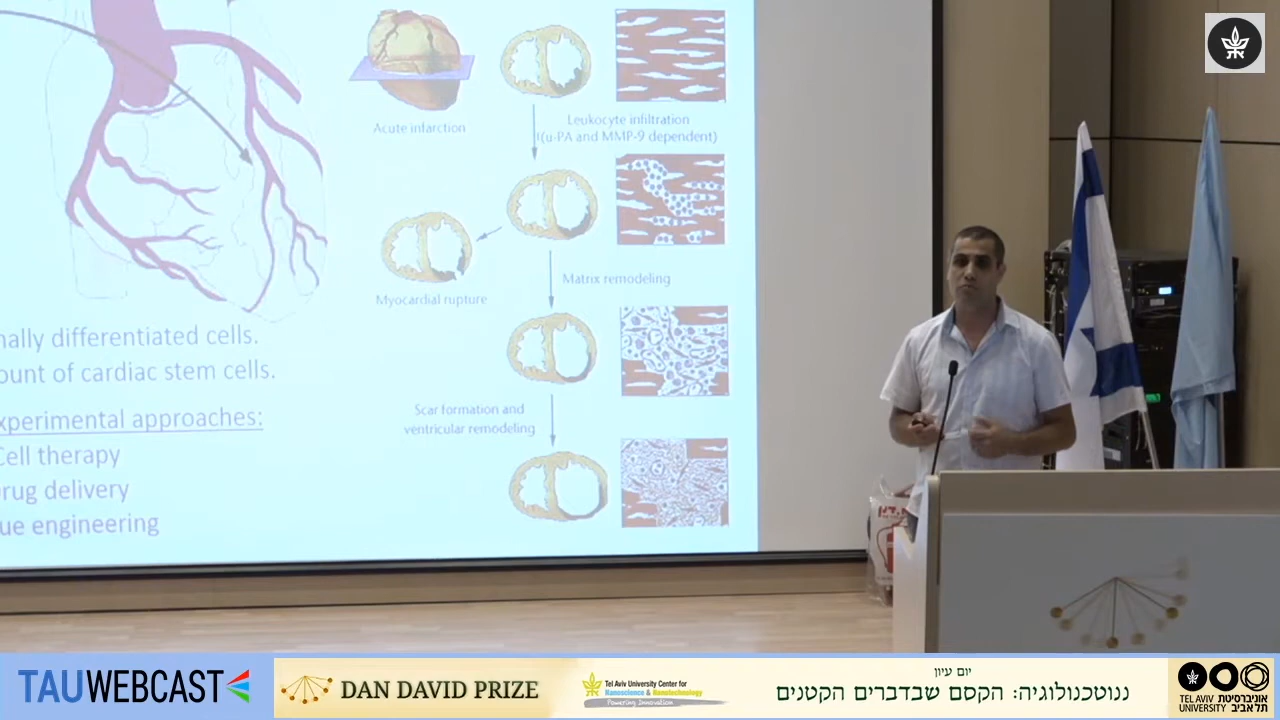 Acute infarction
Leukocyte infiltration
(u-PA and MMP-9 dependent)
Matrix remodeling
Myocardial rupture
Scar formation and
ventricular remodeling
nally differentiated cells.
ount of cardiac stem cells.
xperimental approaches:
Cell therapy
rug delivery
ue engineering
TAUWEBCAST
DAN DAVID PRIZE
Tel Aviv University Center for
Nanoscience & Nanotechnology
Powering Innovation
יום עיון
ננוטכנולוגיה: הקסם שבדברים הקטנים
TEL AVIV UNIVERSITY
אוניברסיטת תל אביב